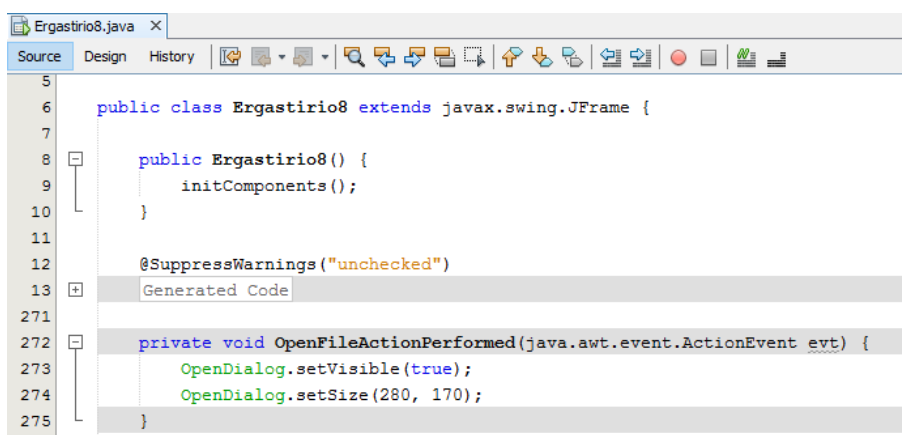 Ergastirio8.java
Source Design History
5
6 public class Ergastirio8 extends javax.swing.JFrame {
7
8 public Ergastirio8() {
9 initComponents();
10 }
11
12 @SuppressWarnings("unchecked")
13 Generated Code
271
272 private void OpenFileActionPerformed(java.awt.event.ActionEvent evt) {
273 OpenDialog.setVisible(true);
274 OpenDialog.setSize(280, 170);
275 }